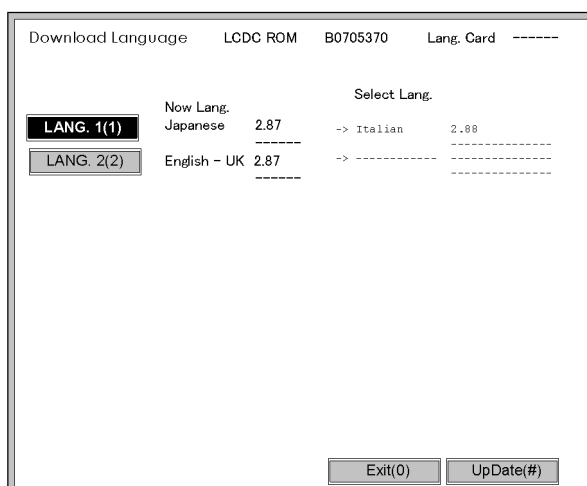 Download Language LCDC ROM B0705370 Lang. Card ------
Now Lang. Select Lang.
LANG. 1(1) Japanese 2.87 -> Italian 2.88
------ ---------------
LANG. 2(2) English - UK 2.87 -> ------------ ---------------
------ ---------------
Exit(0) UpDate(#)